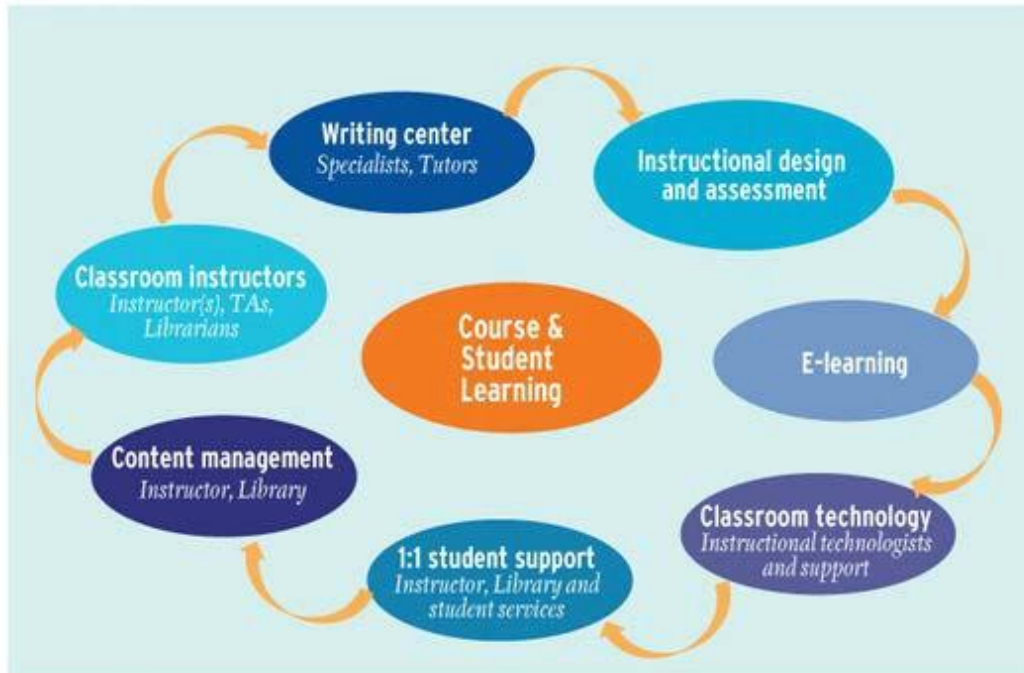 Writing center
Specialists, Tutors
Instructional design
and assessment
Classroom instructors
Instructor(s), TAs,
Librarians
Course &
Student
Learning
E-learning
Content management
Instructor, Library
Classroom technology
Instructional technologists
and support
1:1 student support
Instructor, Library and
student services